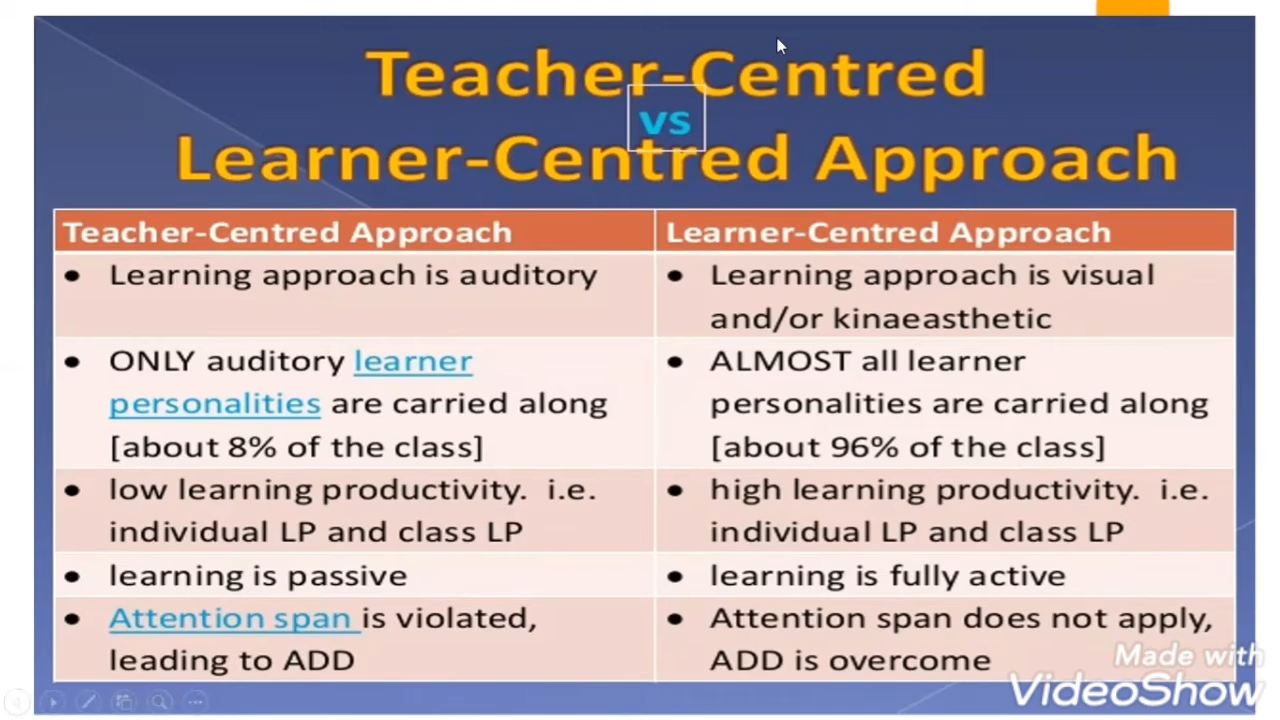 Teacher-Centred
vs
Learner-Centred Approach
Teacher-Centred Approach
Learner-Centred Approach
• Learning approach is auditory
• Learning approach is visual
and/or kinaeasthetic
• ONLY auditory learner
personalities are carried along
[about 8% of the class]
• ALMOST all learner
personalities are carried along
[about 96% of the class]
• low learning productivity. i.e.
individual LP and class LP
• high learning productivity. i.e.
individual LP and class LP
• learning is passive
• learning is fully active
• Attention span is violated,
leading to ADD
• Attention span does not apply,
ADD is overcome
Made with
VideoShow